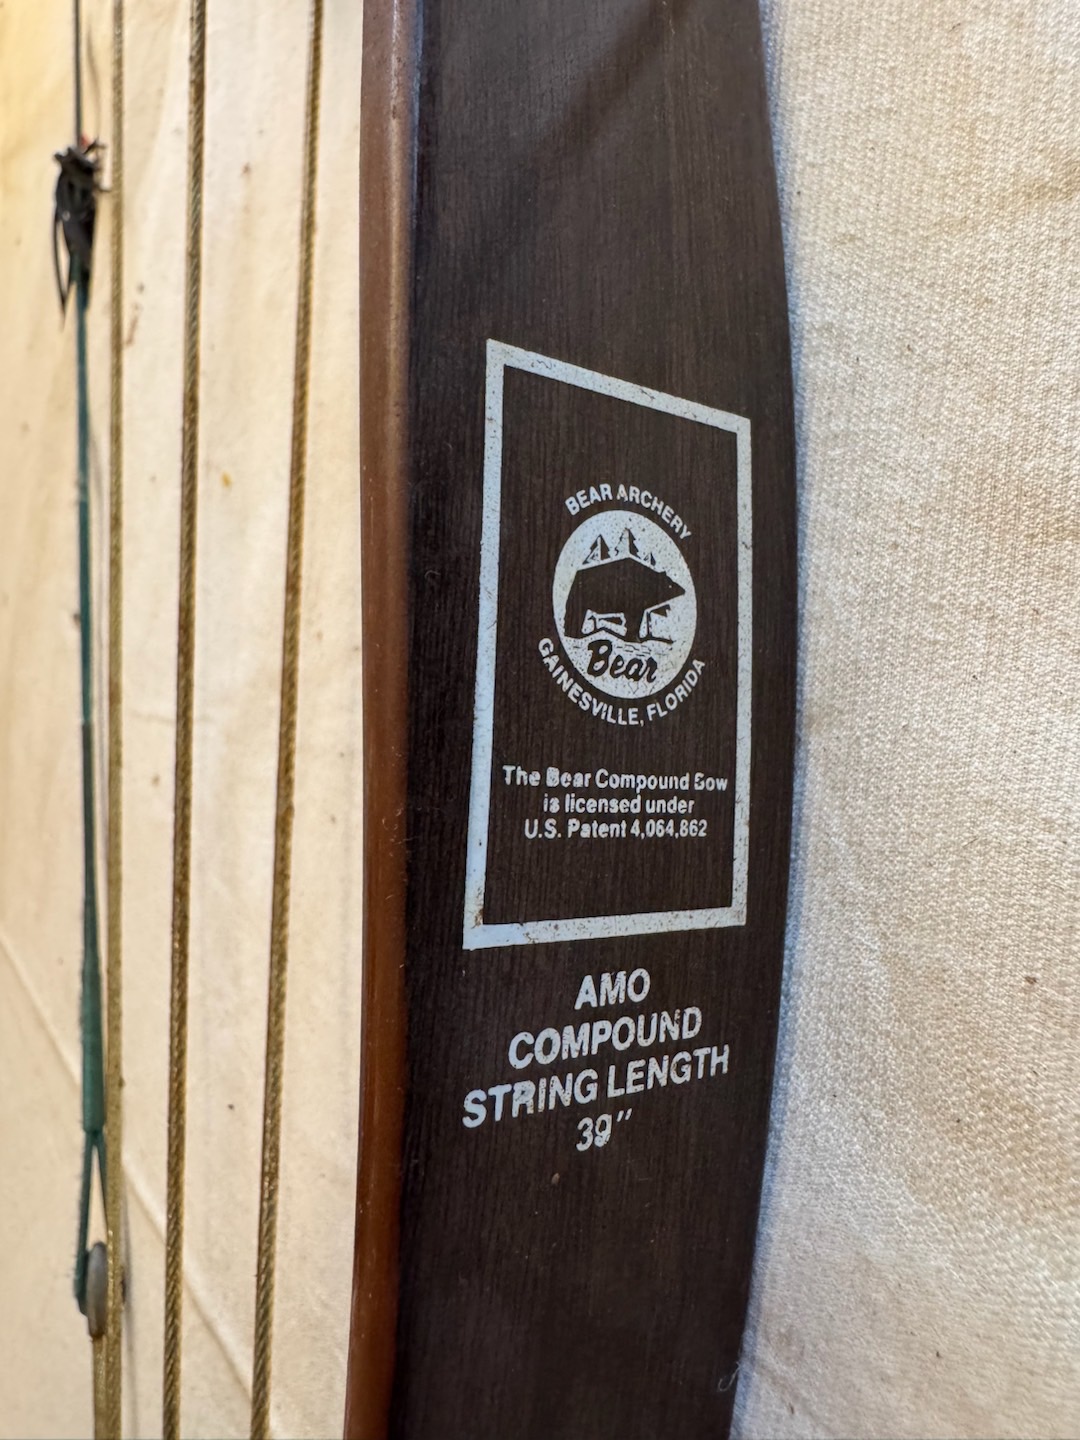 BEAR ARCHERY
Bear
GAINESVILLE, FLORIDA
The Bear Compound Bow
is licensed under
U.S. Patent 4,064,862
AMO
COMPOUND
STRING LENGTH
39"